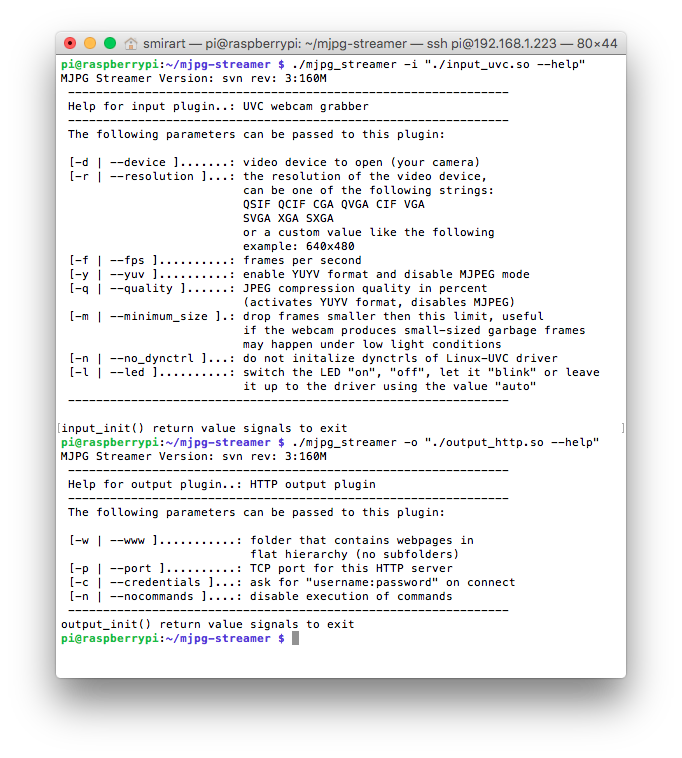 smirart — pi@raspberrypi: ~/mjpg-streamer — ssh pi@192.168.1.223 — 80×44
pi@raspberrypi:~/mjpg-streamer $ ./mjpg_streamer -i "./input_uvc.so --help"
MJPG Streamer Version: svn rev: 3:160M
 ---------------------------------------------------------------
 Help for input plugin..: UVC webcam grabber
 ---------------------------------------------------------------
 The following parameters can be passed to this plugin:

 [-d | --device ].......: video device to open (your camera)
 [-r | --resolution ]...: the resolution of the video device,
                          can be one of the following strings:
                          QSIF QCIF CGA QVGA CIF VGA
                          SVGA XGA SXGA
                          or a custom value like the following
                          example: 640x480
 [-f | --fps ]..........: frames per second
 [-y | --yuv ]..........: enable YUYV format and disable MJPEG mode
 [-q | --quality ]......: JPEG compression quality in percent
                          (activates YUYV format, disables MJPEG)
 [-m | --minimum_size ].: drop frames smaller then this limit, useful
                          if the webcam produces small-sized garbage frames
                          may happen under low light conditions
 [-n | --no_dynctrl ]...: do not initalize dynctrls of Linux-UVC driver
 [-l | --led ]..........: switch the LED "on", "off", let it "blink" or leave
                          it up to the driver using the value "auto"
 ---------------------------------------------------------------

[input_init() return value signals to exit ]
pi@raspberrypi:~/mjpg-streamer $ ./mjpg_streamer -o "./output_http.so --help"
MJPG Streamer Version: svn rev: 3:160M
 ---------------------------------------------------------------
 Help for output plugin..: HTTP output plugin
 ---------------------------------------------------------------
 The following parameters can be passed to this plugin:

 [-w | --www ]...........: folder that contains webpages in
                           flat hierarchy (no subfolders)
 [-p | --port ]..........: TCP port for this HTTP server
 [-c | --credentials ]...: ask for "username:password" on connect
 [-n | --nocommands ]....: disable execution of commands
 ---------------------------------------------------------------
output_init() return value signals to exit
pi@raspberrypi:~/mjpg-streamer $